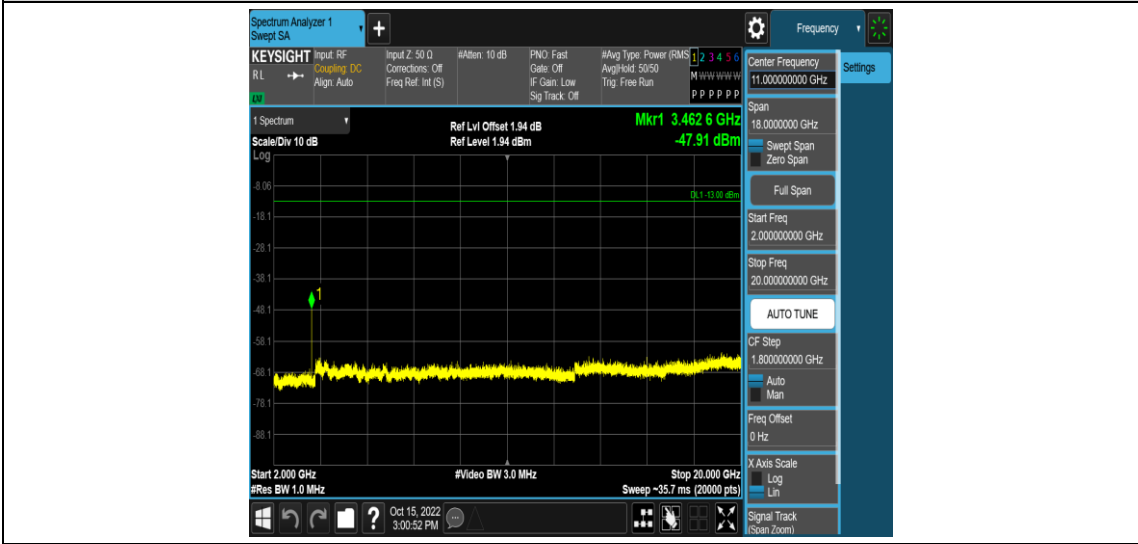 Spectrum Analyzer 1
Swept SA
+
Frequency
KEYSIGHT
RL
LXI
Input: RF
Coupling: DC
Align: Auto
Input Z: 50 Ω
Corrections: Off
Freq Ref: Int (S)
#Atten: 10 dB
PNO: Fast
Gate: Off
IF Gain: Low
Sig Track: Off
#Avg Type: Power (RMS
Avg|Hold: 50/50
Trig: Free Run
1 2 3 4 5 6
M W W W W W
P P P P P P
1 Spectrum
Scale/Div 10 dB
Log
Ref Lvl Offset 1.94 dB
Ref Level 1.94 dBm
Mkr1 3.462 6 GHz
-47.91 dBm
DL1 -13.00 dBm
-8.06
-18.1
-28.1
-38.1
-48.1
-58.1
-68.1
-78.1
-88.1
1
Start 2.000 GHz
#Res BW 1.0 MHz
#Video BW 3.0 MHz
Stop 20.000 GHz
Sweep ~35.7 ms (20000 pts)
Oct 15, 2022
3:00:52 PM
?
Center Frequency
11.000000000 GHz
Settings
Span
18.0000000 GHz
Swept Span
Zero Span
Full Span
Start Freq
2.000000000 GHz
Stop Freq
20.000000000 GHz
AUTO TUNE
CF Step
1.800000000 GHz
Auto
Man
Freq Offset
0 Hz
X Axis Scale
Log
Lin
Signal Track
(Span Zoom)